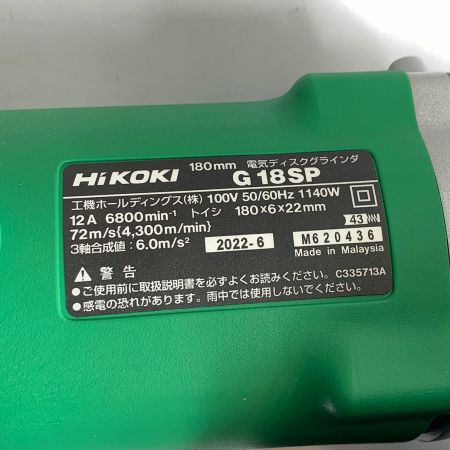 180mm 電気ディスクグラインダ
HiKOKI G 18SP
工機ホールディングス(株) 100V 50/60Hz 1140W
12A 6800min⁻¹ トイシ 180×6×22mm
72m/s{4,300m/min} 43
3軸合成値: 6.0m/s² 2022-6 M620436
Made in Malaysia
⚠ 警告
●ご使用前に取扱説明書を必ずよくお読みください。 C335713A
●感電の恐れがあります。雨中では使用しないでください。